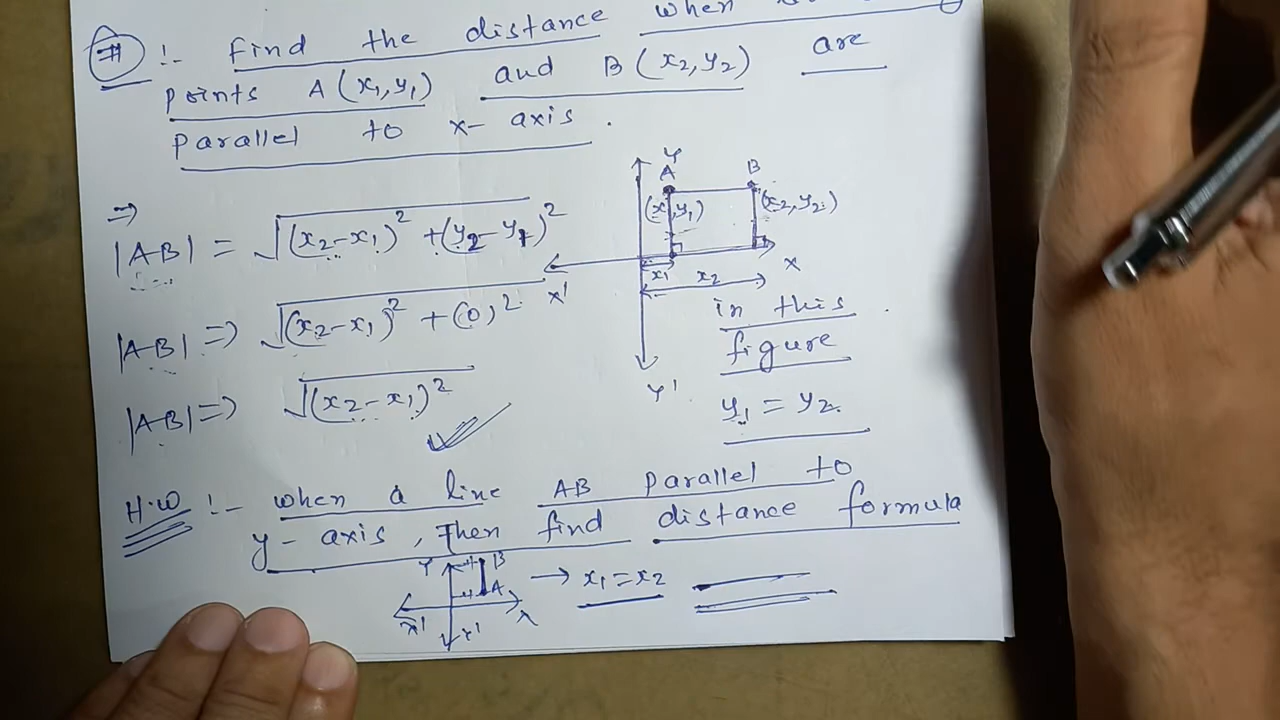 # :- Find the distance when
points A(x₁,y₁) and B(x₂,y₂) are
parallel to x-axis.
⇒
|AB| = √(x₂-x₁)² + (y₂-y₁)²
|AB| ⇒ √(x₂-x₁)² + (0)²
|AB| ⇒ √(x₂-x₁)²
Y
A B
(x₁,y₁) (x₂,y₂)
x₁ x₂ X
X'
Y'
in this
figure
y₁ = y₂.
H.W :- when a line AB parallel to
y-axis, Then find distance formula
Y B
A → x₁=x₂
X' X
Y'